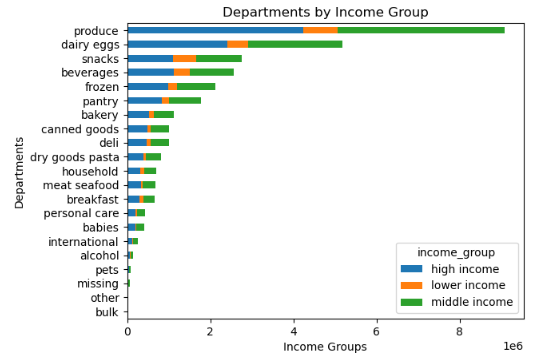 Departments by Income Group
produce
dairy eggs
snacks
beverages
frozen
pantry
bakery
canned goods
deli
dry goods pasta
household
meat seafood
breakfast
personal care
babies
international
alcohol
pets
missing
other
bulk
Departments
income_group
high income
lower income
middle income
0 2 4 6 8
1e6
Income Groups